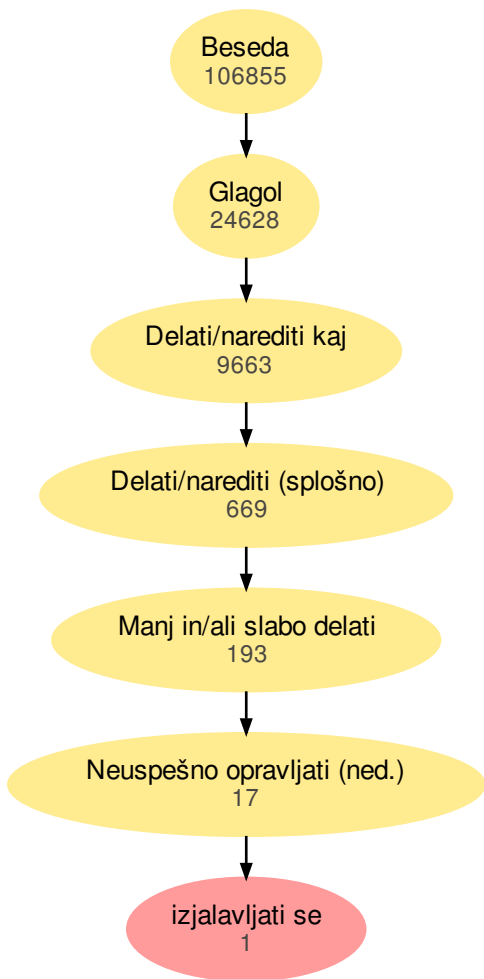 Beseda
106855
Glagol
24628
Delati/narediti kaj
9663
Delati/narediti (splošno)
669
Manj in/ali slabo delati
193
Neuspešno opravljati (ned.)
17
izjalavljati se
1